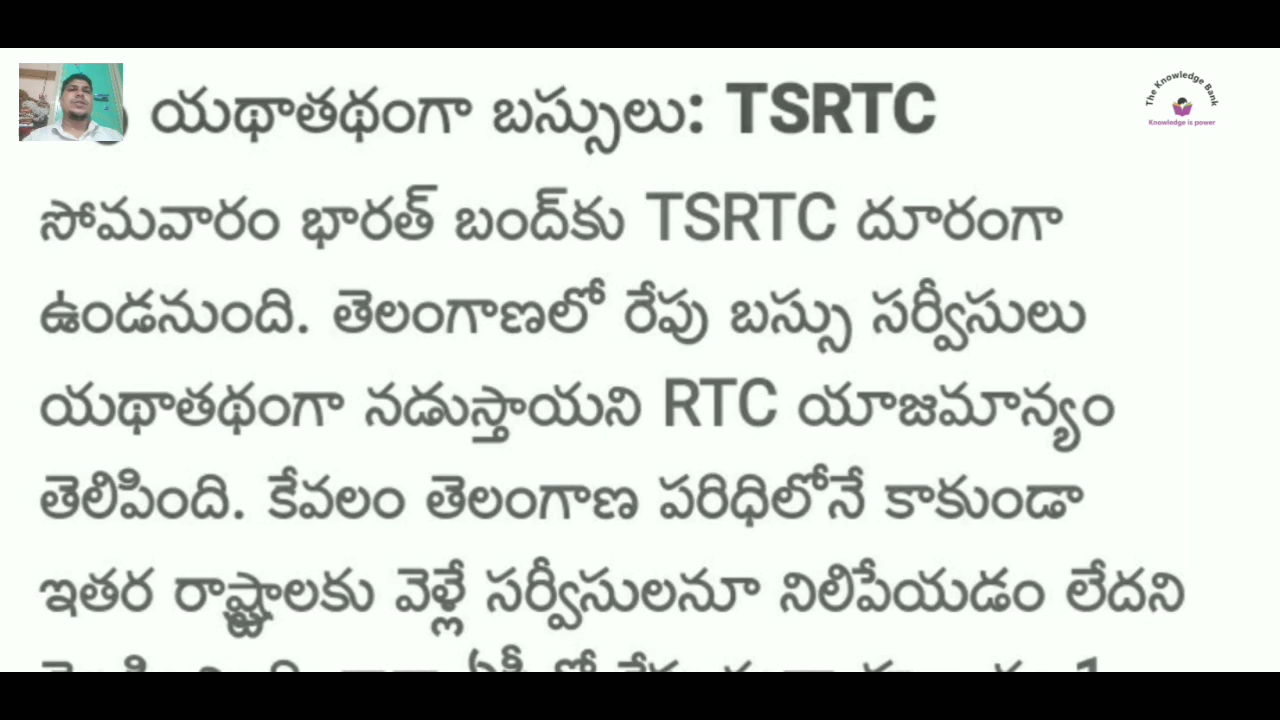 యథాతథంగా బస్సులు: TSRTC
The Knowledge Bank
Knowledge is power
సోమవారం భారత్ బంద్‌కు TSRTC దూరంగా
ఉండనుంది. తెలంగాణలో రేపు బస్సు సర్వీసులు
యథాతథంగా నడుస్తాయని RTC యాజమాన్యం
తెలిపింది. కేవలం తెలంగాణ పరిధిలోనే కాకుండా
ఇతర రాష్ట్రాలకు వెళ్లే సర్వీసులనూ నిలిపేయడం లేదని